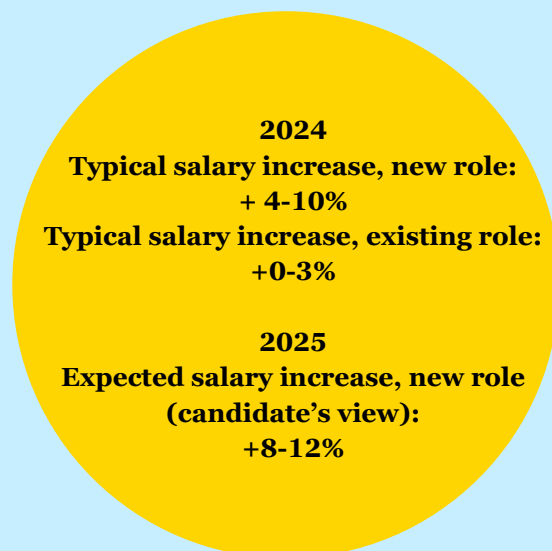 2024
Typical salary increase, new role:
+ 4-10%
Typical salary increase, existing role:
+0-3%
2025
Expected salary increase, new role
(candidate’s view):
+8-12%